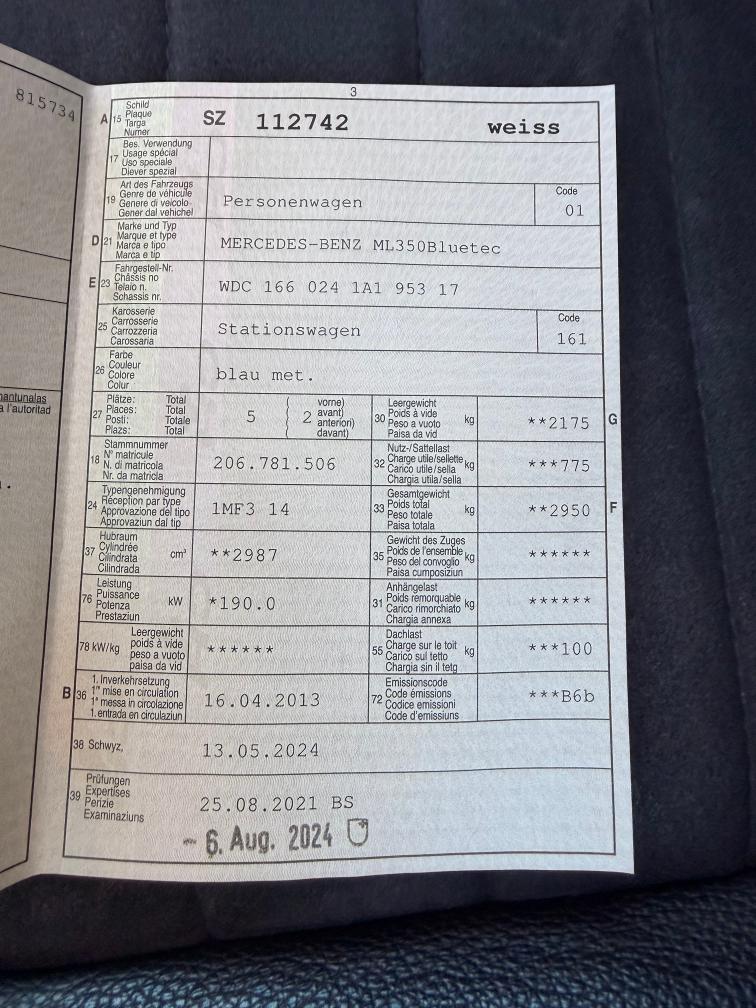 815734
3
A 15 Schild
Plaque
Targa
Numer
SZ 112742 weiss
17 Bes. Verwendung
Usage spécial
Uso speciale
Diever spezial
19 Art des Fahrzeugs
Genre de véhicule
Genere di veicolo
Gener dal vehichel
Personenwagen
Code
01
D 21 Marke und Typ
Marque et type
Marca e tipo
Marca e tip
MERCEDES-BENZ ML350Bluetec
E 23 Fahrgestell-Nr.
Châssis no
Telaio n.
Schassis nr.
WDC 166 024 1A1 953 17
25 Karosserie
Carrosserie
Carrozzeria
Carossaria
Stationswagen
Code
161
26 Farbe
Couleur
Colore
Colur
blau met.
27 Plätze: Total
Places: Total
Posti: Totale
Plazs: Total
5 ( 2 vorne)
avant)
anteriori)
davant)
30 Leergewicht
Poids à vide
Peso a vuoto
Paisa da vid
kg
**2175
G
18 Stammnummer
N° matricule
N. di matricola
Nr. da matricla
206.781.506
32 Nutz-/Sattellast
Charge utile/sellette
Carico utile/sella
Chargia utila/sella
kg
***775
24 Typengenehmigung
Réception par type
Approvazione del tipo
Approvaziun dal tip
1MF3 14
33 Gesamtgewicht
Poids total
Peso totale
Paisa totala
kg
**2950
F
37 Hubraum
Cylindrée
Cilindrata
Cilindrada
cm³
**2987
35 Gewicht des Zuges
Poids de l'ensemble
Peso del convoglio
Paisa cumposiziun
kg
******
76 Leistung
Puissance
Potenza
Prestaziun
kW
*190.0
31 Anhängelast
Poids remorquable
Carico rimorchiato
Chargia annexa
kg
******
78 kW/kg Leergewicht
poids à vide
peso a vuoto
paisa da vid
******
55 Dachlast
Charge sur le toit
Carico sul tetto
Chargia sin il tetg
kg
***100
B 36 1. Inverkehrsetzung
1re mise en circulation
1a messa in circolazione
1. entrada en circulaziun
16.04.2013
72 Emissionscode
Code émissions
Codice emissioni
Code d'emissiuns
***B6b
38 Schwyz,
13.05.2024
39 Prüfungen
Expertises
Perizie
Examinaziuns
25.08.2021 BS
- 6. Aug. 2024
a l'autoritad